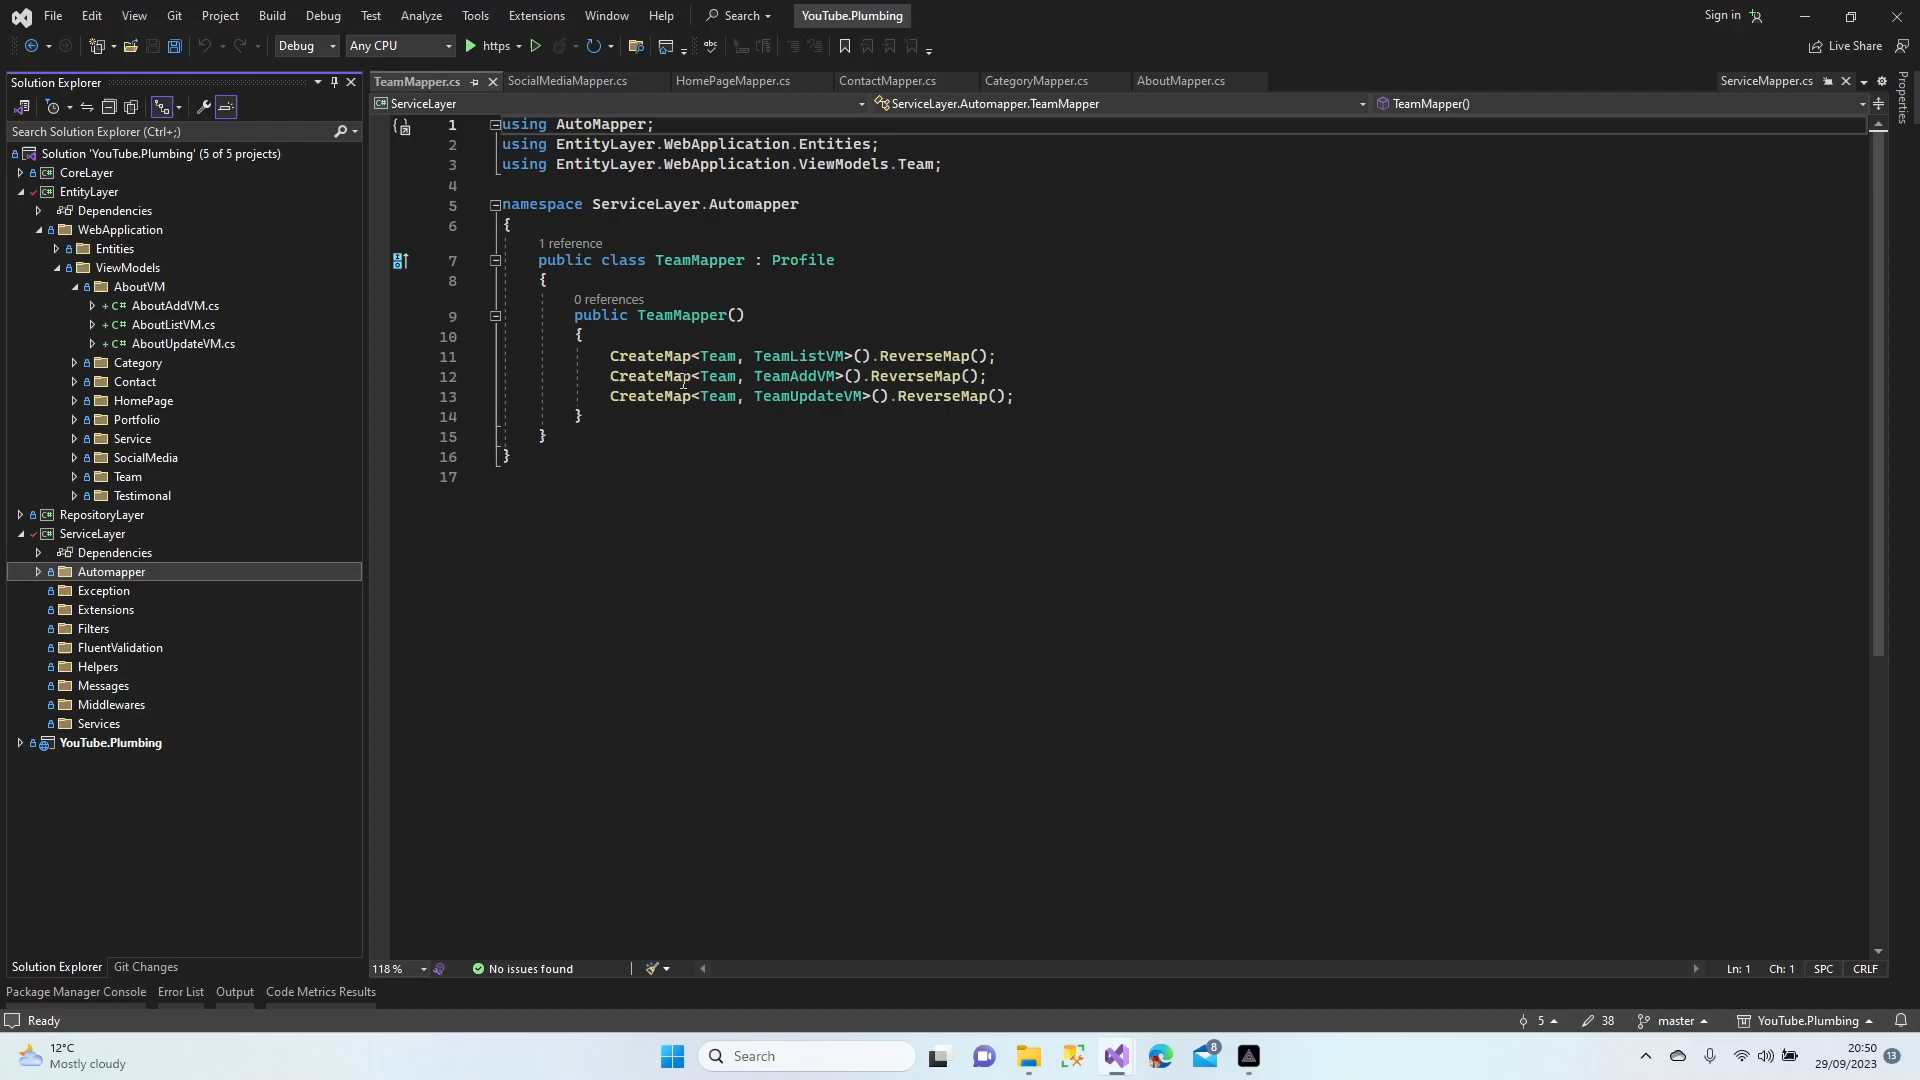 File Edit View Git Project Build Debug Test Analyze Tools Extensions Window Help Search YouTube.Plumbing Sign in
Debug Any CPU https Live Share
Solution Explorer
TeamMapper.cs SocialMediaMapper.cs HomePageMapper.cs ContactMapper.cs CategoryMapper.cs AboutMapper.cs ServiceMapper.cs
Properties
ServiceLayer ServiceLayer.Automapper.TeamMapper TeamMapper()
Search Solution Explorer (Ctrl+;)
Solution 'YouTube.Plumbing' (5 of 5 projects)
CoreLayer
EntityLayer
Dependencies
WebApplication
Entities
ViewModels
AboutVM
+ C# AboutAddVM.cs
+ C# AboutListVM.cs
+ C# AboutUpdateVM.cs
Category
Contact
HomePage
Portfolio
Service
SocialMedia
Team
Testimonal
RepositoryLayer
ServiceLayer
Dependencies
Automapper
Exception
Extensions
Filters
FluentValidation
Helpers
Messages
Middlewares
Services
YouTube.Plumbing
1 using AutoMapper;
2 using EntityLayer.WebApplication.Entities;
3 using EntityLayer.WebApplication.ViewModels.Team;
4
5 namespace ServiceLayer.Automapper
6 {
1 reference
7 public class TeamMapper : Profile
8 {
0 references
9 public TeamMapper()
10 {
11 CreateMap<Team, TeamListVM>().ReverseMap();
12 CreateMap<Team, TeamAddVM>().ReverseMap();
13 CreateMap<Team, TeamUpdateVM>().ReverseMap();
14 }
15 }
16 }
17
Solution Explorer Git Changes
118 % No issues found Ln: 1 Ch: 1 SPC CRLF
Package Manager Console Error List Output Code Metrics Results
Ready 5 38 master YouTube.Plumbing
12°C
Mostly cloudy
Search
8
20:50
29/09/2023
13